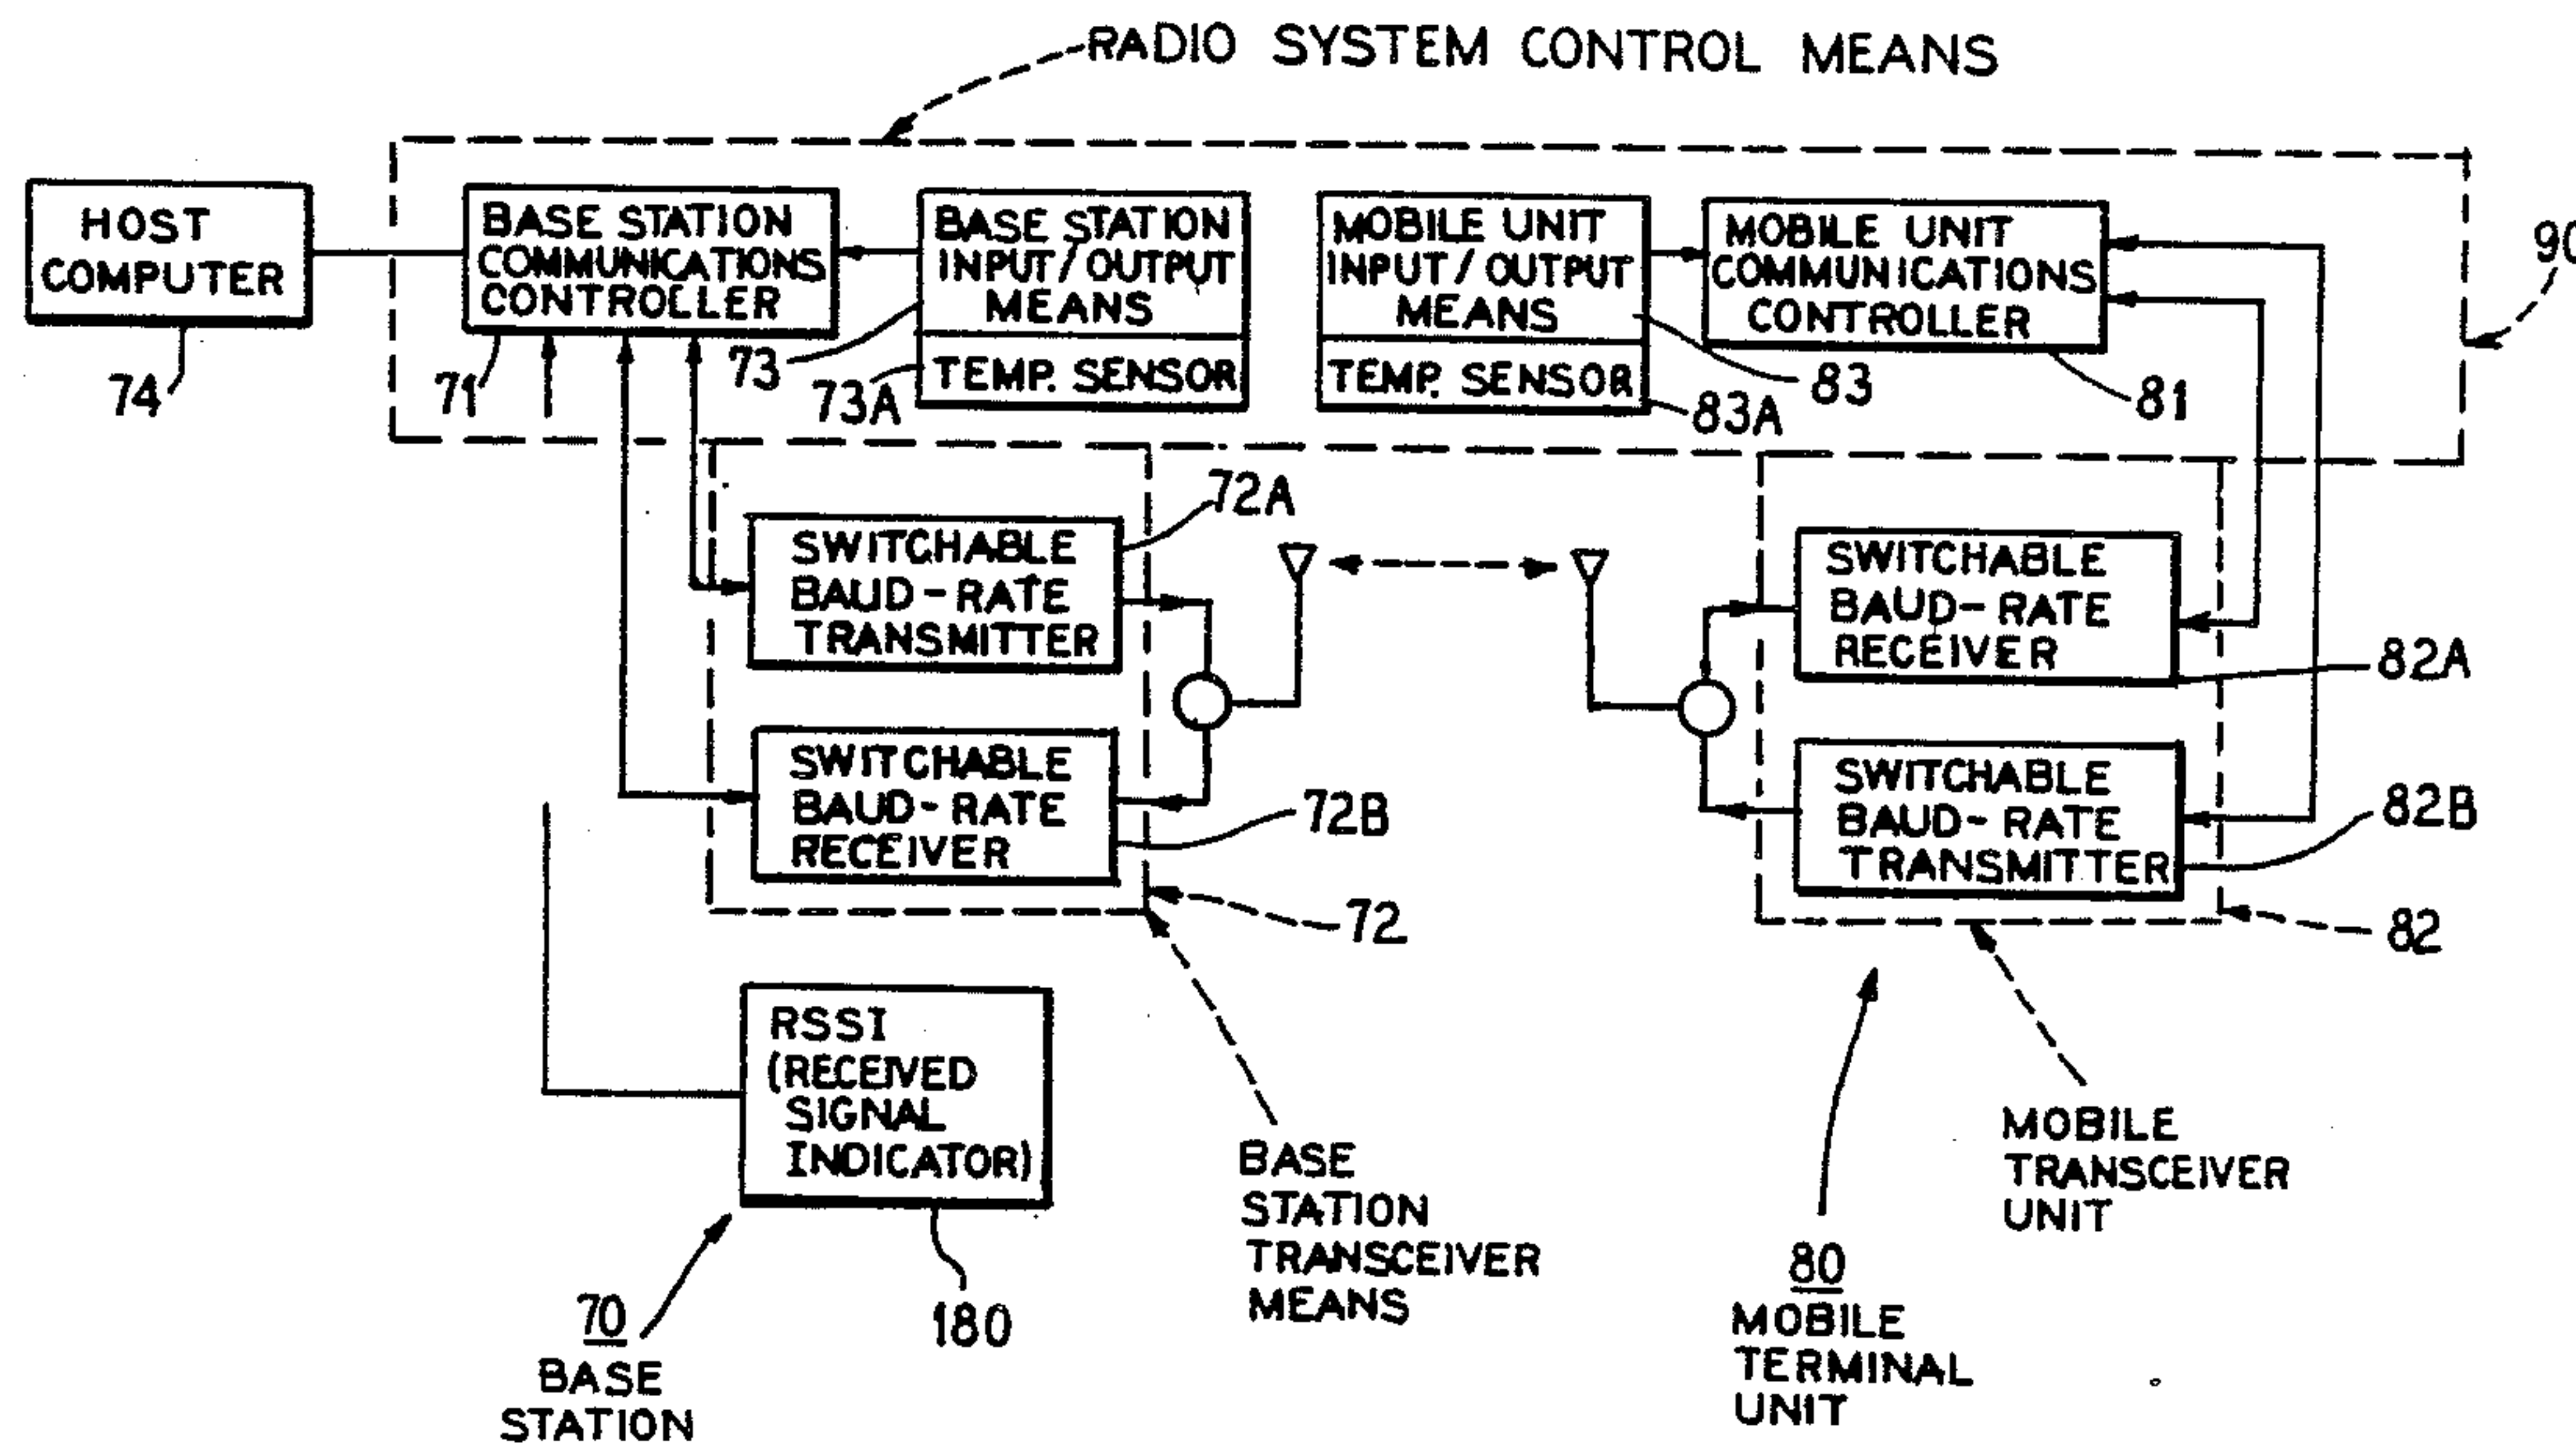 RADIO SYSTEM CONTROL MEANS
HOST
COMPUTER
74
BASE STATION
COMMUNICATIONS
CONTROLLER
71
BASE STATION
INPUT/OUTPUT
MEANS
TEMP. SENSOR
73
73A
MOBILE UNIT
INPUT/OUTPUT
MEANS
TEMP. SENSOR
83
83A
MOBILE UNIT
COMMUNICATIONS
CONTROLLER
81
90
SWITCHABLE
BAUD-RATE
TRANSMITTER
72A
SWITCHABLE
BAUD-RATE
RECEIVER
72B
72
SWITCHABLE
BAUD-RATE
RECEIVER
82A
SWITCHABLE
BAUD-RATE
TRANSMITTER
82B
82
RSSI
(RECEIVED
SIGNAL
INDICATOR)
180
70
BASE
STATION
BASE
STATION
TRANSCEIVER
MEANS
80
MOBILE
TERMINAL
UNIT
MOBILE
TRANSCEIVER
UNIT